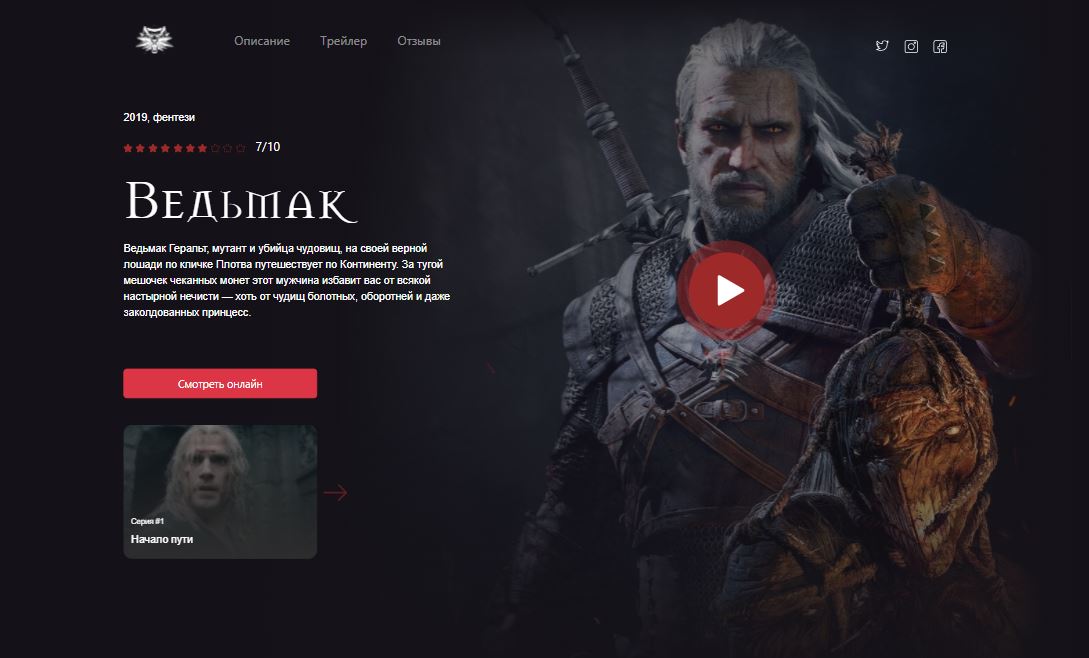 Описание Трейлер Отзывы
2019, фентези
7/10
Ведьмак
Ведьмак Геральт, мутант и убийца чудовищ, на своей верной
лошади по кличке Плотва путешествует по Континенту. За тугой
мешочек чеканных монет этот мужчина избавит вас от всякой
настырной нечисти — хоть от чудищ болотных, оборотней и даже
заколдованных принцесс.
Смотреть онлайн
Серия #1
Начало пути